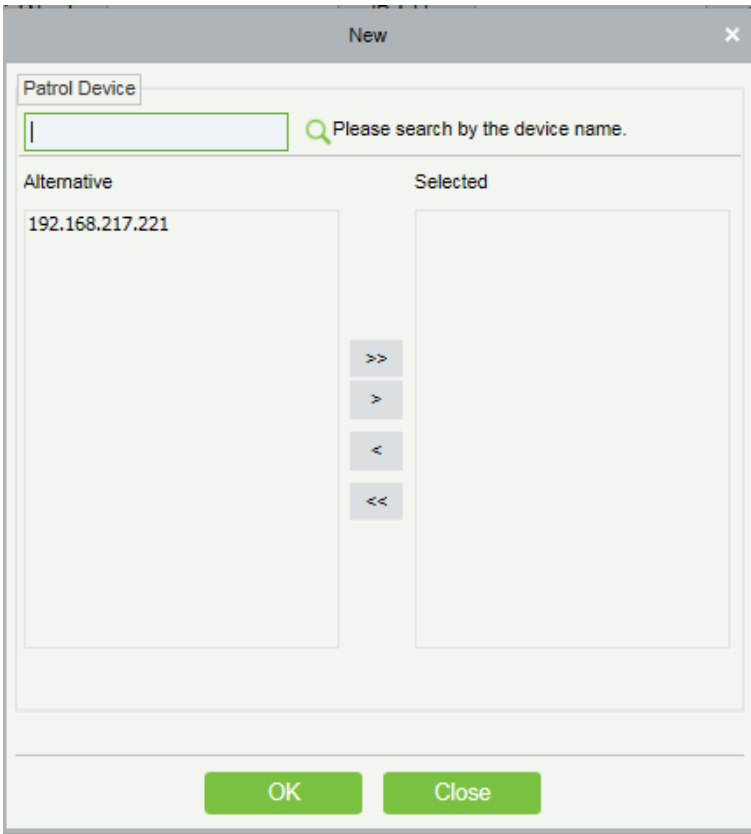 New
Patrol Device
Please search by the device name.
Alternative
Selected
192.168.217.221
>>
>
<
<<
OK
Close